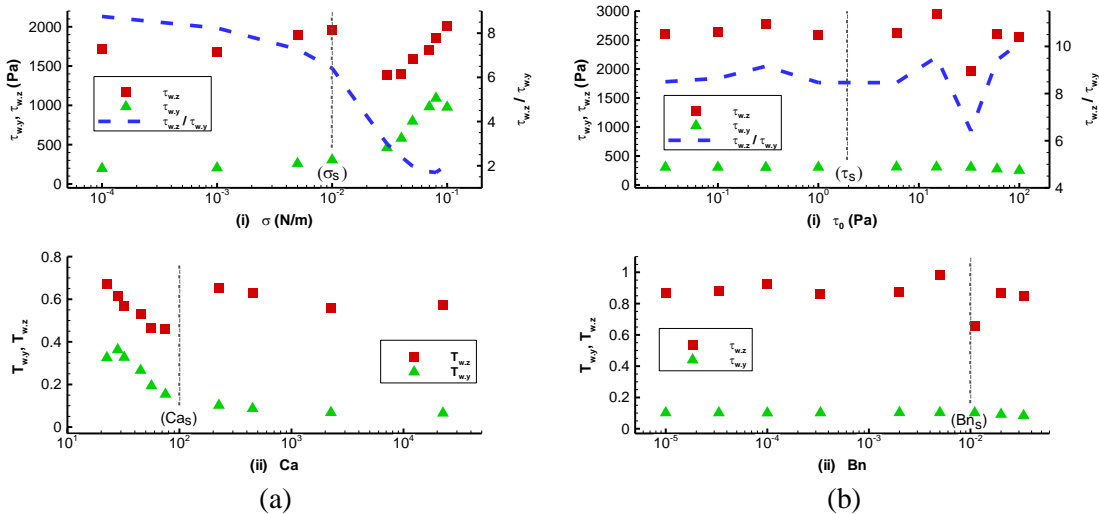 2000
1500
1000
500
0
τw,y, τw,z
(Pa)
τw,z
τw,y
τw,z / τw,y
8
6
4
2
τw,z / τw,y
10-4
10-3
10-2
10-1
(σs)
(i) σ (N/m)
3000
2500
2000
1500
1000
500
0
τw,y, τw,z (Pa)
τw,z
τw,y
τw,z / τw,y
10
8
6
4
τw,z / τw,y
10-1
100
101
102
(τs)
(i) τ0 (Pa)
0.8
0.6
0.4
0.2
0
Tw,y, Tw,z
Tw,z
Tw,y
101
102
103
104
(Cas)
(ii) Ca
1
0.8
0.6
0.4
0.2
0
Tw,y, Tw,z
τw,z
τw,y
10-5
10-4
10-3
10-2
(Bns)
(ii) Bn
(a)
(b)